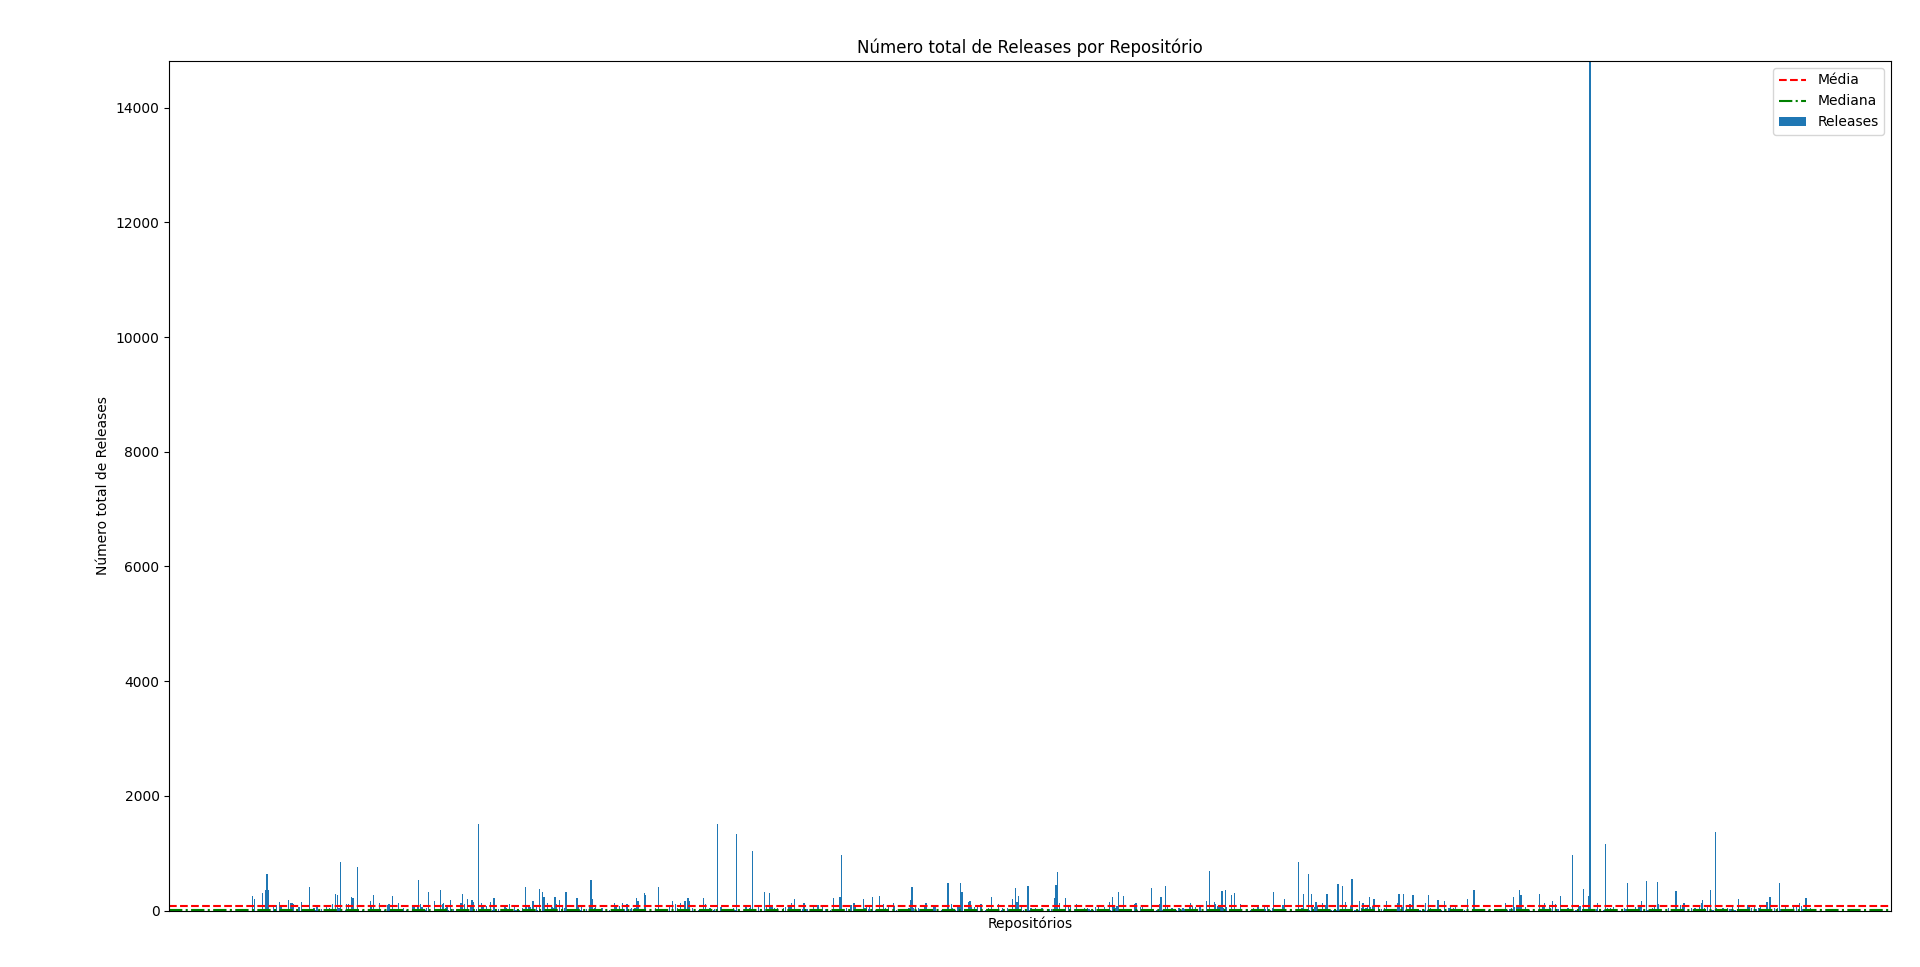 Número total de Releases por Repositório
Média
Mediana
Releases
14000
12000
10000
8000
6000
4000
2000
0
Número total de Releases
Repositórios